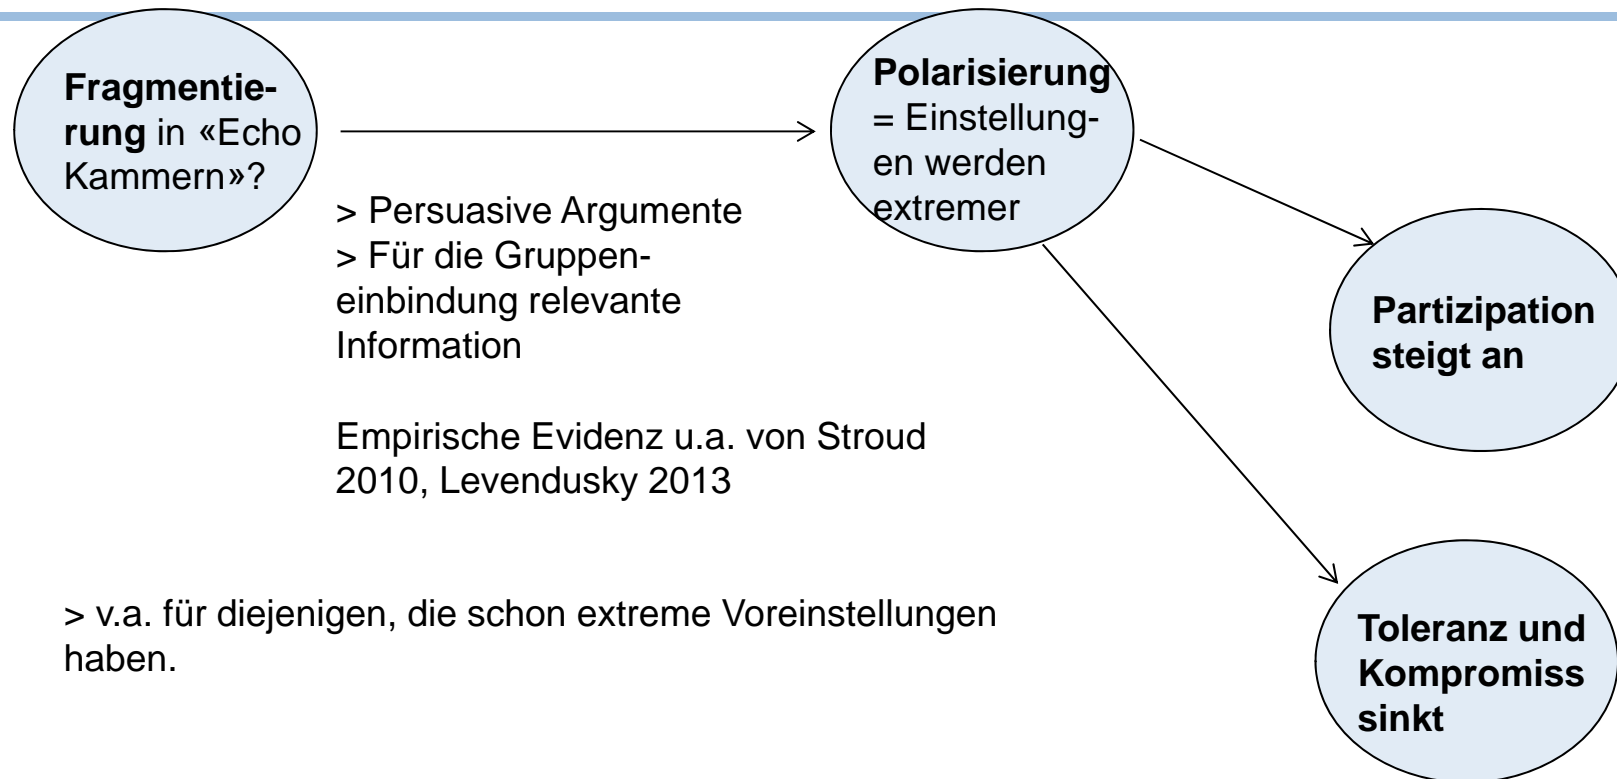 Fragmentie-
rung in «Echo
Kammern»?
> Persuasive Argumente
> Für die Gruppen-
einbindung relevante
Information
Empirische Evidenz u.a. von Stroud
2010, Levendusky 2013
Polarisierung
= Einstellung-
en werden
extremer
Partizipation
steigt an
Toleranz und
Kompromiss
sinkt
> v.a. für diejenigen, die schon extreme Voreinstellungen
haben.